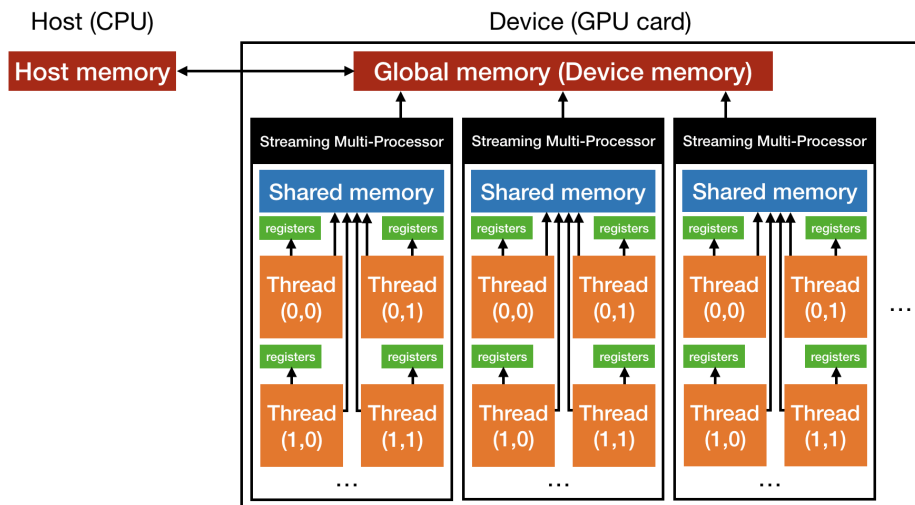 Host (CPU)
Device (GPU card)
Host memory
Global memory (Device memory)
Streaming Multi-Processor
Shared memory
registers
registers
Thread
(0,0)
Thread
(0,1)
registers
registers
Thread
(1,0)
Thread
(1,1)
...
Streaming Multi-Processor
Shared memory
registers
registers
Thread
(0,0)
Thread
(0,1)
registers
registers
Thread
(1,0)
Thread
(1,1)
...
Streaming Multi-Processor
Shared memory
registers
registers
Thread
(0,0)
Thread
(0,1)
registers
registers
Thread
(1,0)
Thread
(1,1)
...
...